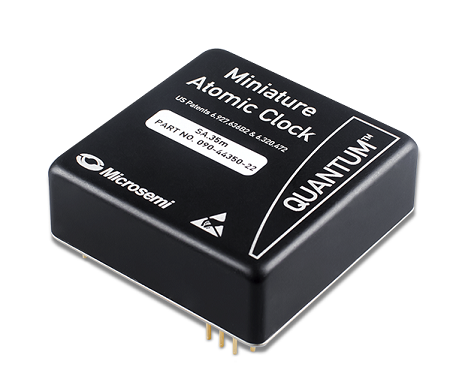 Miniature
Atomic Clock
US Patents 6,927,636B2 & 6,320,472
SA.35m
PART NO. 090-44350-22
Microsemi
QUANTUM™